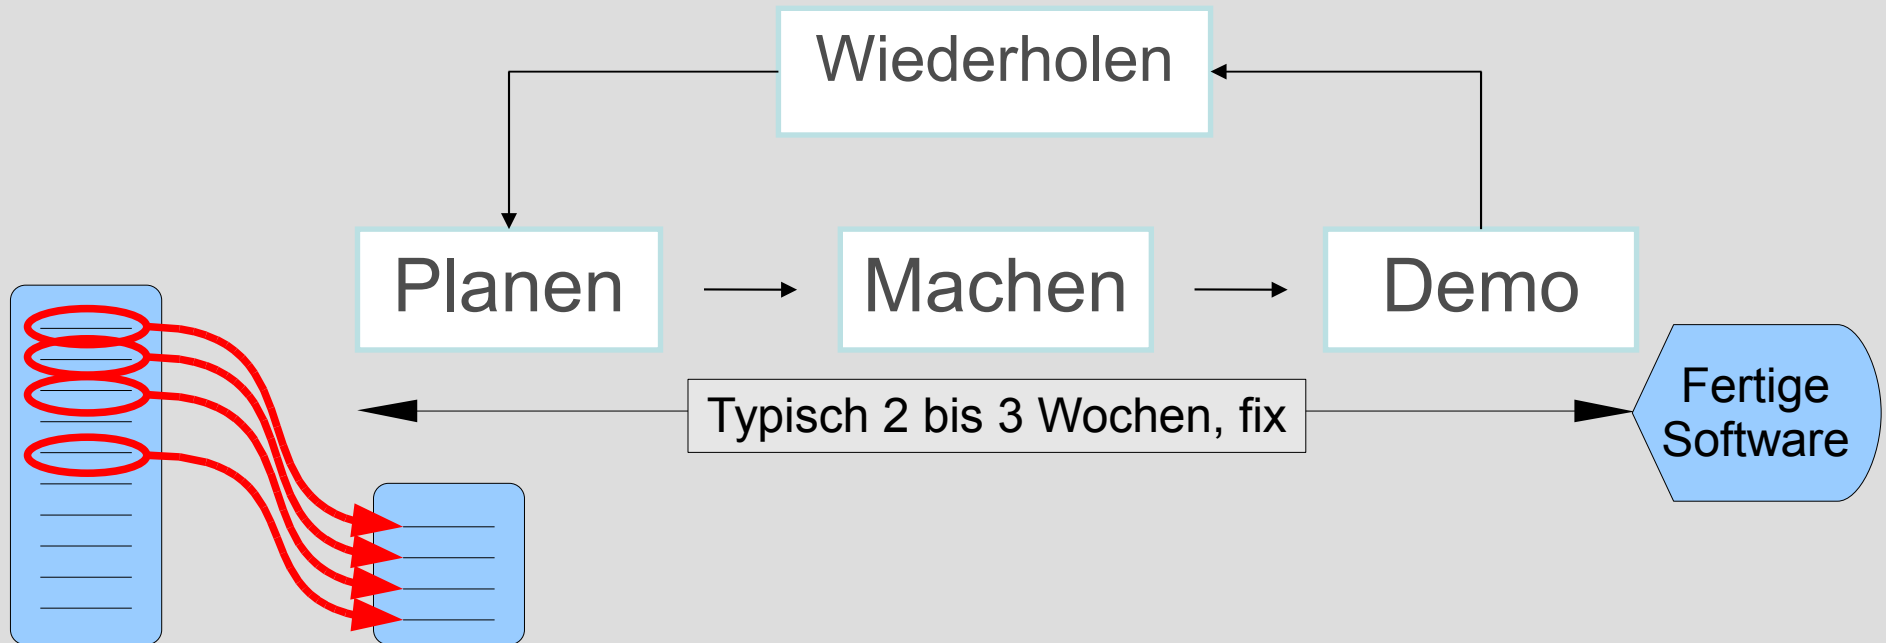 Wiederholen
Planen
Machen
Demo
Typisch 2 bis 3 Wochen, fix
Fertige
Software